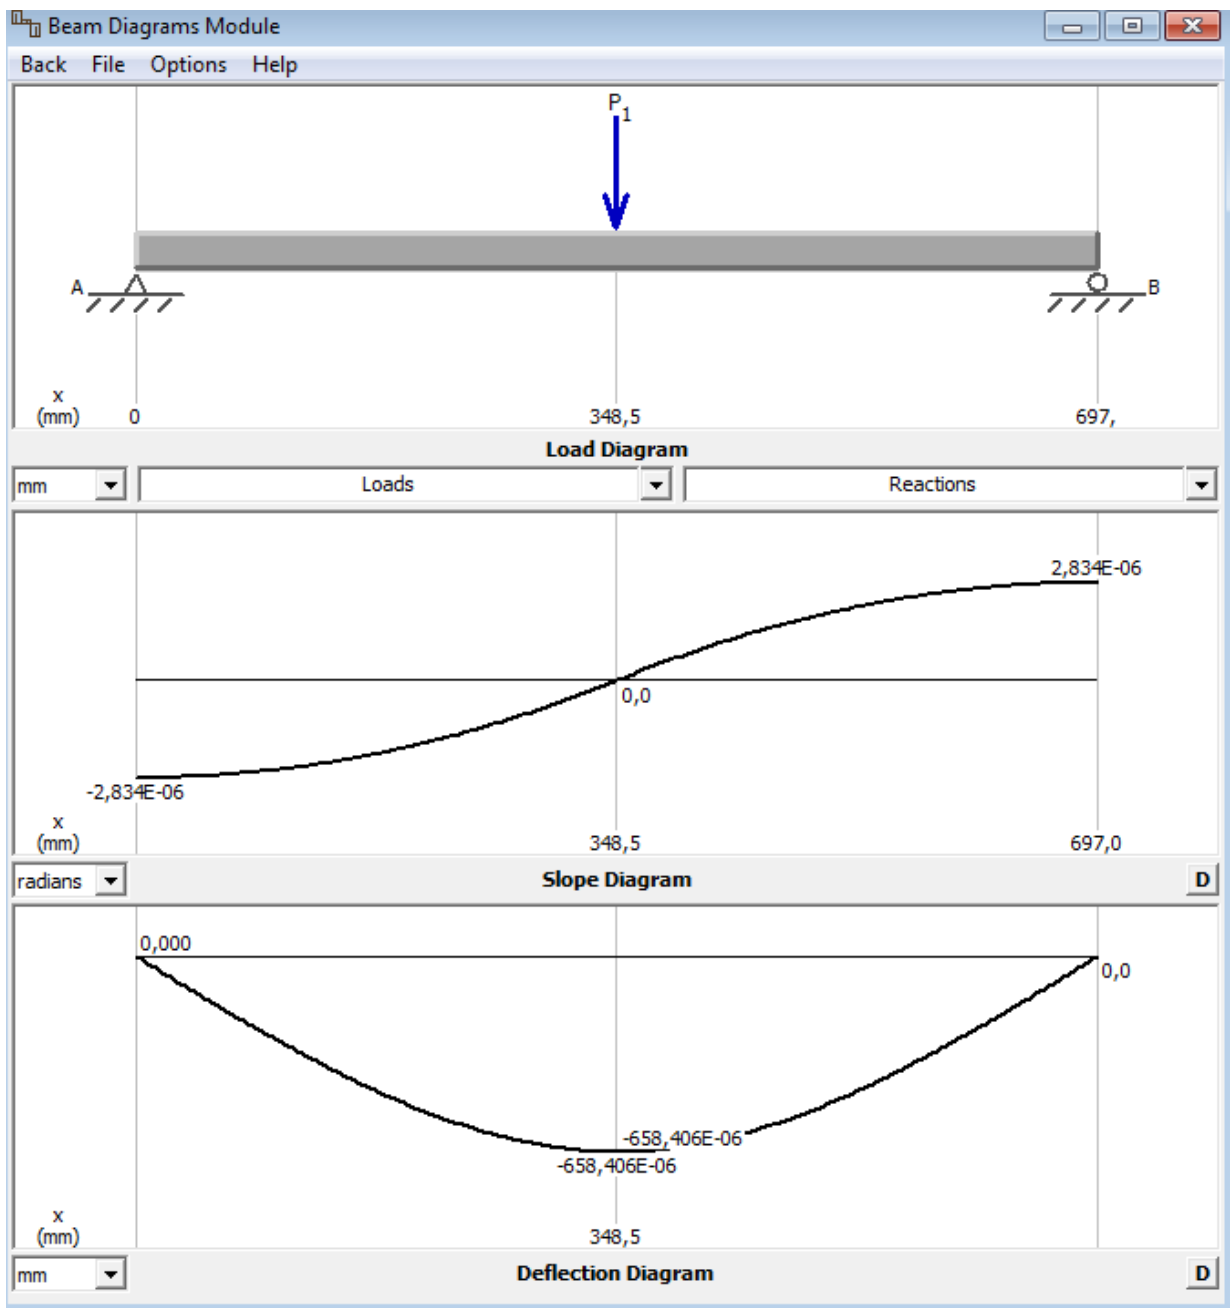 Beam Diagrams Module
Back File Options Help
P1
A
B
x
(mm) 0 348,5 697,
Load Diagram
mm Loads Reactions
2,834E-06
0,0
-2,834E-06
x
(mm) 348,5 697,0
radians Slope Diagram D
0,000
0,0
-658,406E-06
-658,406E-06
x
(mm) 348,5
mm Deflection Diagram D